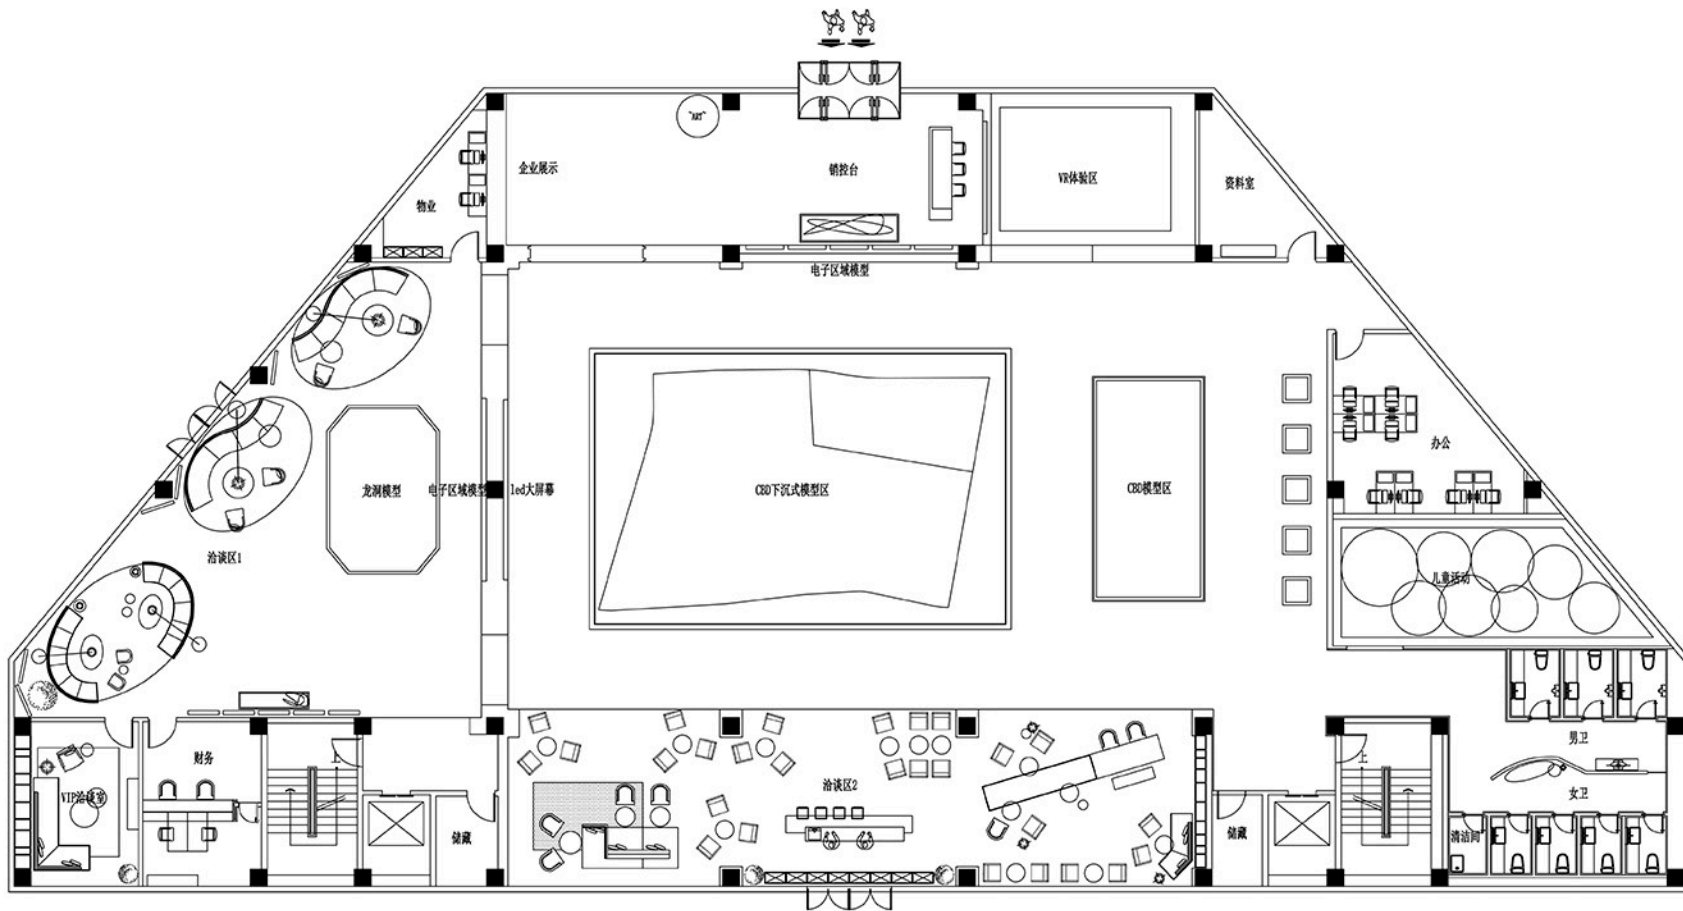 "ART"
企业展示
销控台
VR体验区
资料室
物业
电子区域模型
办公
龙洞模型
电子区域模型
led大屏幕
CBD下沉式模型区
CBD模型区
洽谈区1
儿童活动
上
上
男卫
财务
VIP洽谈室
洽谈区2
女卫
储藏
储藏
清洁间